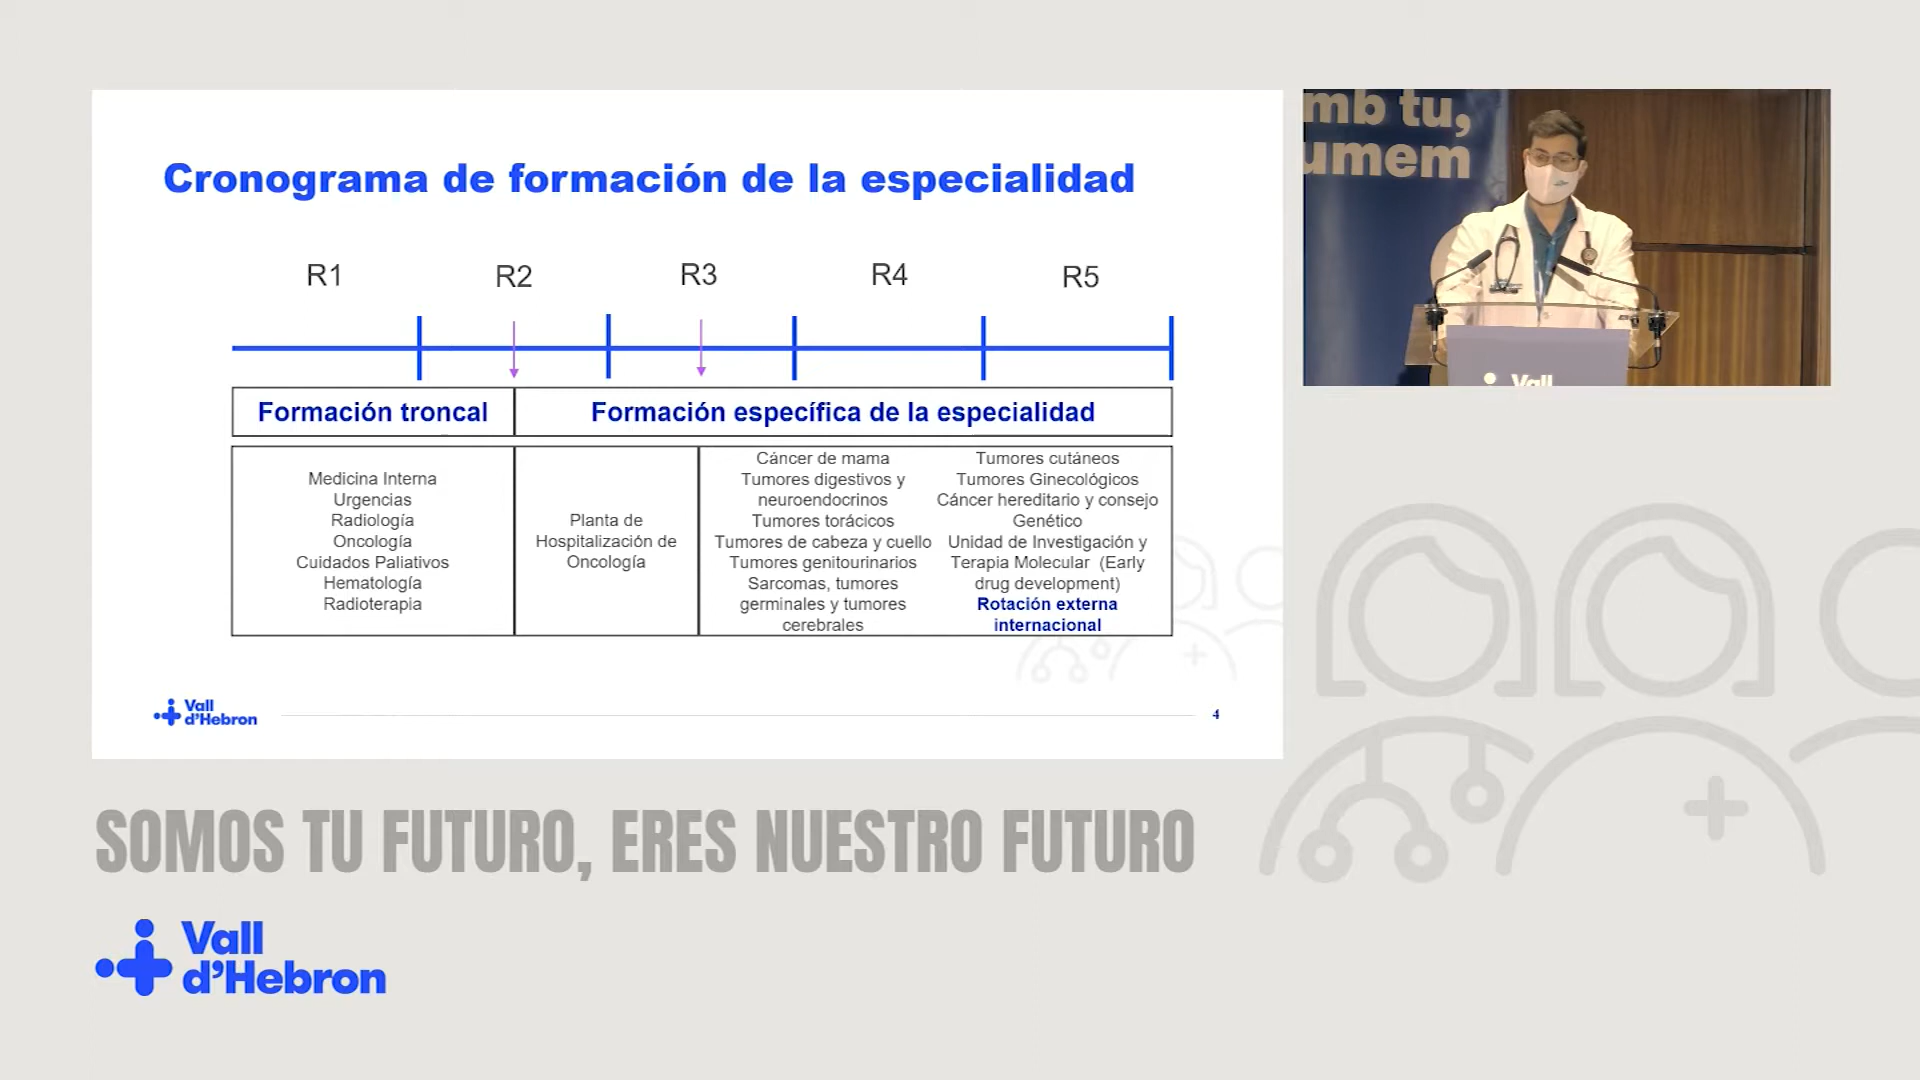 Cronograma de formación de la especialidad
R1
R2
R3
R4
R5
Formación troncal
Formación específica de la especialidad
Medicina Interna
Urgencias
Radiología
Oncología
Cuidados Paliativos
Hematología
Radioterapia
Planta de
Hospitalización de
Oncología
Cáncer de mama
Tumores digestivos y
neuroendocrinos
Tumores torácicos
Tumores de cabeza y cuello
Tumores genitourinarios
Sarcomas, tumores
germinales y tumores
cerebrales
Tumores cutáneos
Tumores Ginecológicos
Cáncer hereditario y consejo
Genético
Unidad de Investigación y
Terapia Molecular (Early
drug development)
Rotación externa
internacional
Vall
d'Hebron
4
mb tu,
umem
Vall
SOMOS TU FUTURO, ERES NUESTRO FUTURO
Vall
d'Hebron